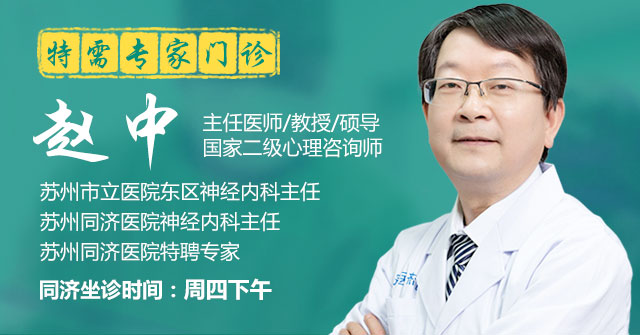 特需专家门诊
赵中
主任医师/教授/硕导
国家二级心理咨询师
苏州市立医院东区神经内科主任
苏州同济医院神经内科主任
苏州同济医院特聘专家
同济坐诊时间：周四下午